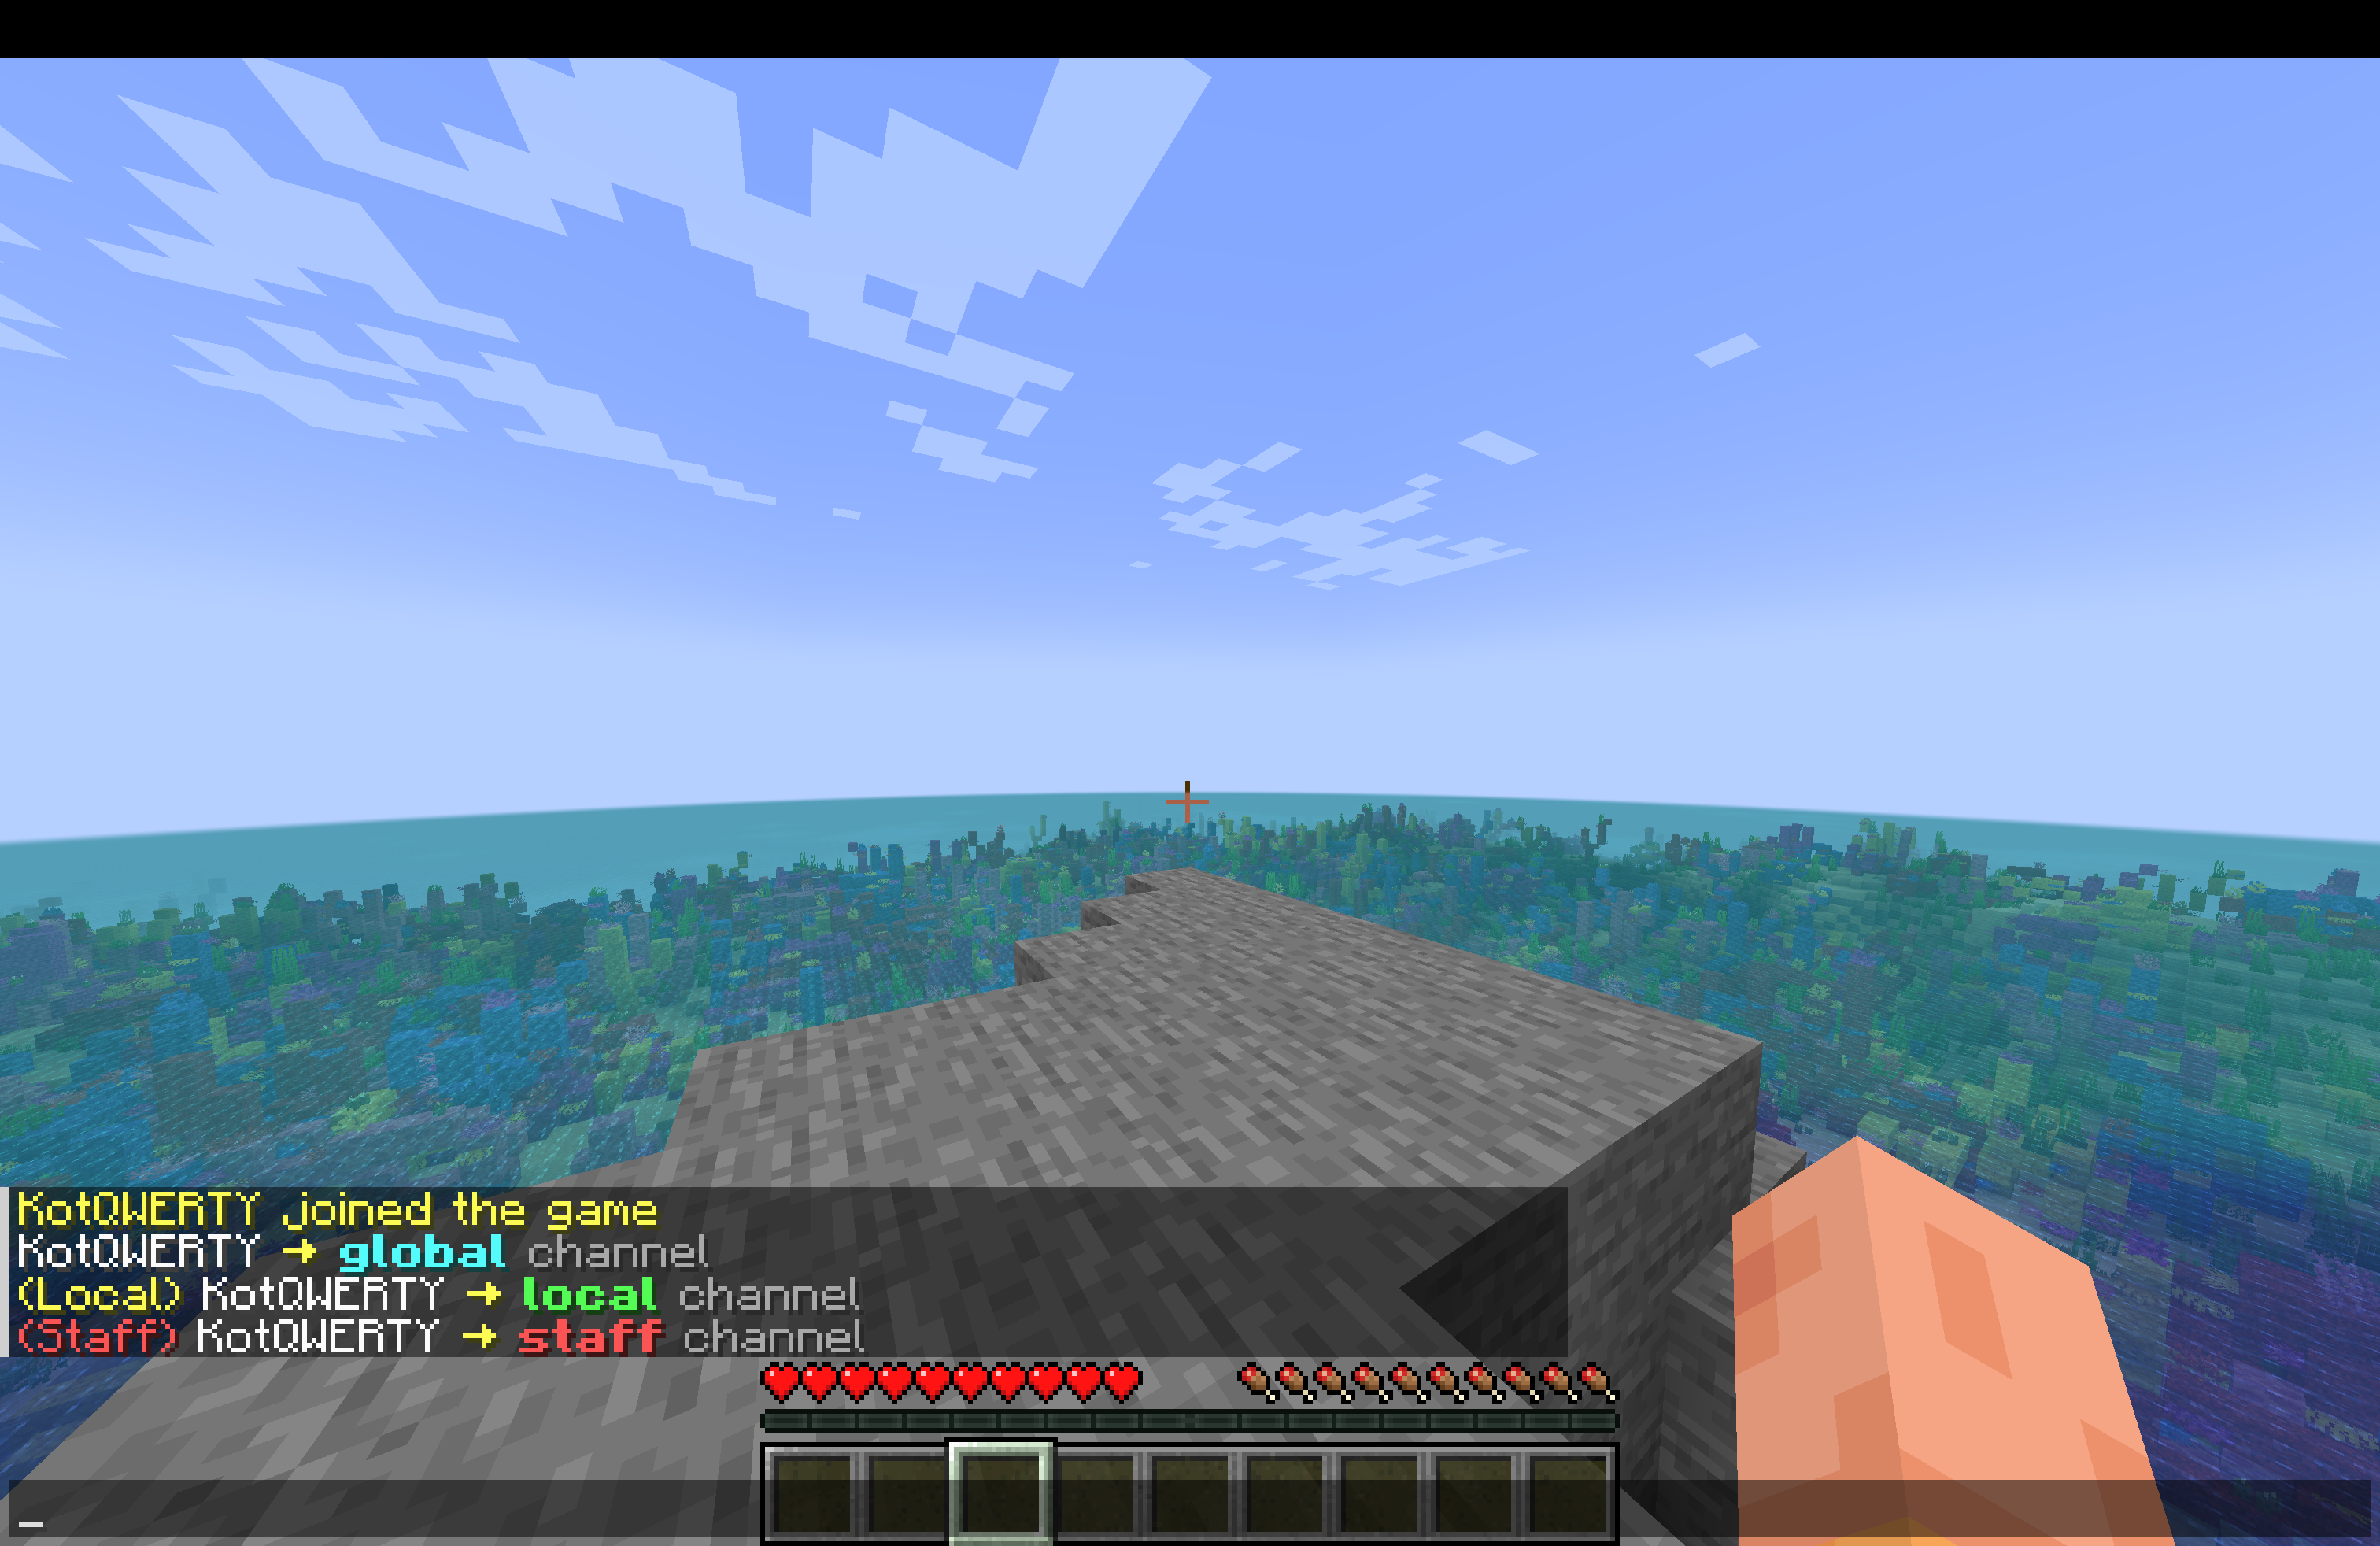 KotQWERTY joined the game
KotQWERTY → global channel
(Local) KotQWERTY → local channel
(Staff) KotQWERTY → staff channel
_